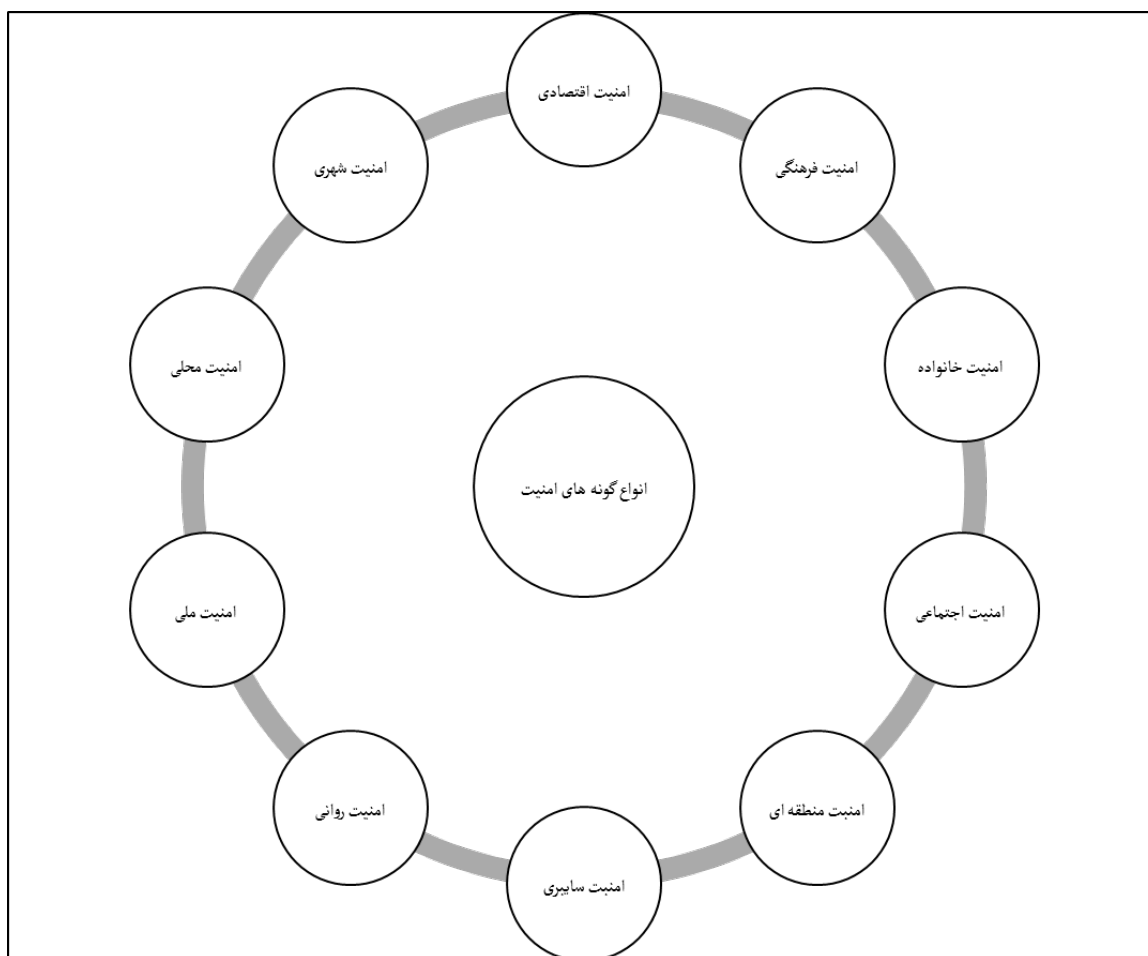 امنیت اقتصادی
امنیت فرهنگی
امنیت خانواده
امنیت اجتماعی
امنبت منطقه ای
امنبت سایبری
امنیت روانی
امنیت ملی
امنیت محلی
امنیت شهری
انواع گونه های امنیت